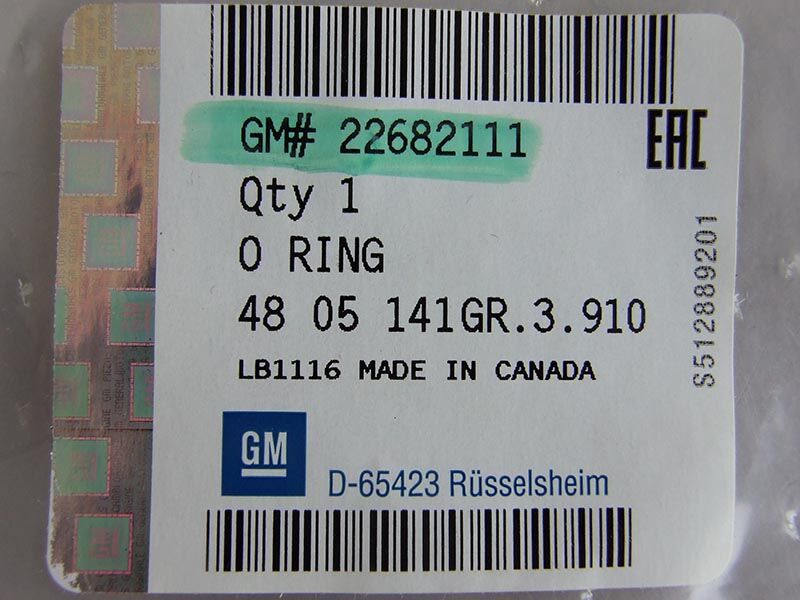 GM# 22682111
EAC
Qty 1
O RING
48 05 141GR.3.910
LB1116 MADE IN CANADA
S512889201
GM
D-65423 Rüsselsheim